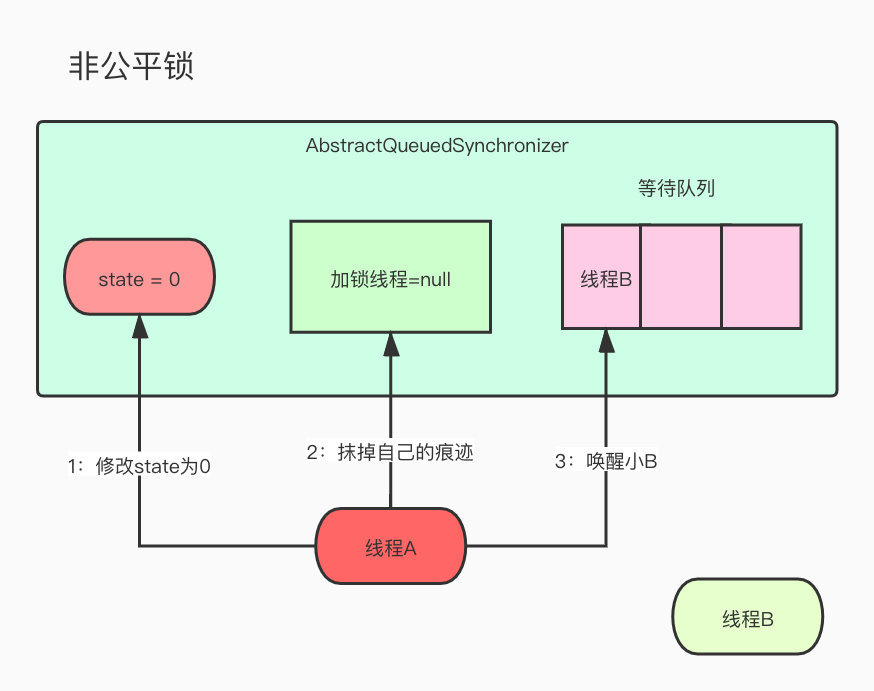 非公平锁
AbstractQueuedSynchronizer
等待队列
state = 0
加锁线程=null
线程B
1：修改state为0
2：抹掉自己的痕迹
3：唤醒小B
线程A
线程B